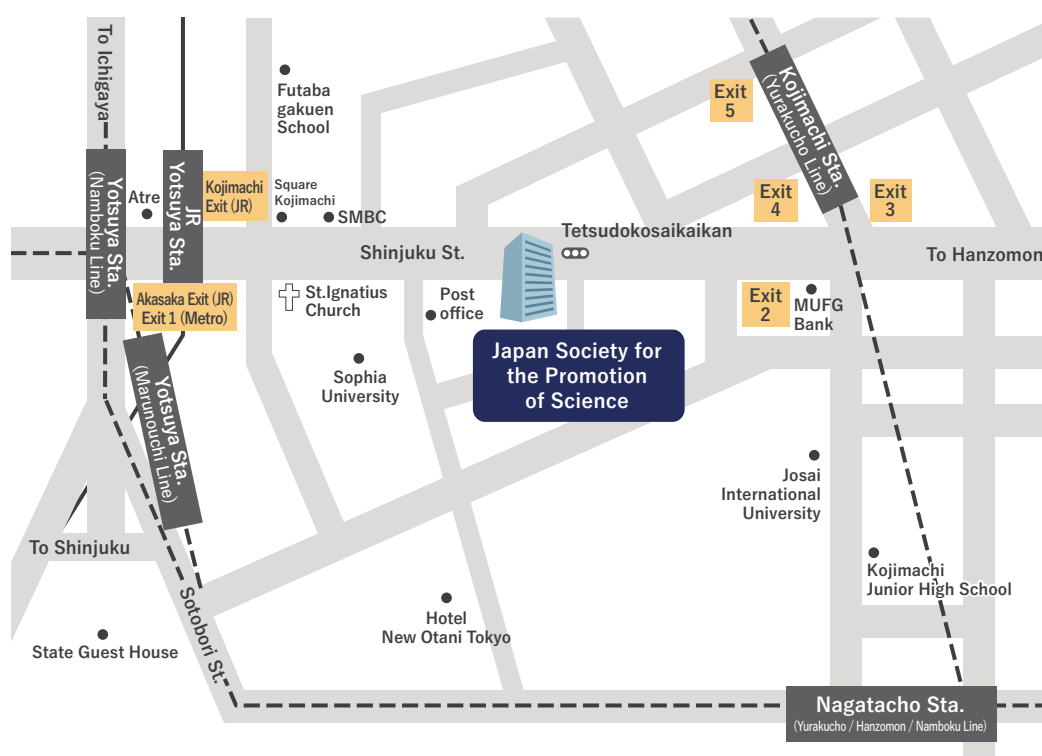 To Ichigaya
Futaba
gakuen
School
Exit
5
Kojimachi Sta.
(Yurakucho Line)
Yotsuya Sta.
(Namboku Line)
Atre
JR
Yotsuya Sta.
Kojimachi
Exit (JR)
Square
Kojimachi
SMBC
Exit
4
Exit
3
Tetsudokosaikaikan
Shinjuku St.
To Hanzomon
Akasaka Exit (JR)
Exit 1 (Metro)
St.Ignatius
Church
Post
office
Exit
2
MUFG
Bank
Yotsuya Sta.
(Marunouchi Line)
Sophia
University
Japan Society for
the Promotion
of Science
Josai
International
University
To Shinjuku
Kojimachi
Junior High School
Sotobori St.
Hotel
New Otani Tokyo
State Guest House
Nagatacho Sta.
(Yurakucho / Hanzomon / Namboku Line)